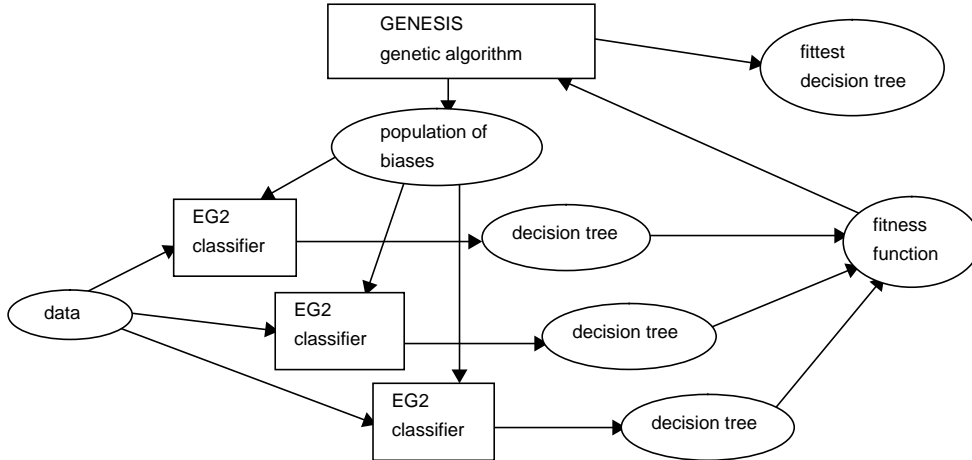 GENESIS
genetic algorithm
fittest
decision tree
population of
biases
EG2
classifier
decision tree
fitness
function
data
EG2
classifier
decision tree
EG2
classifier
decision tree